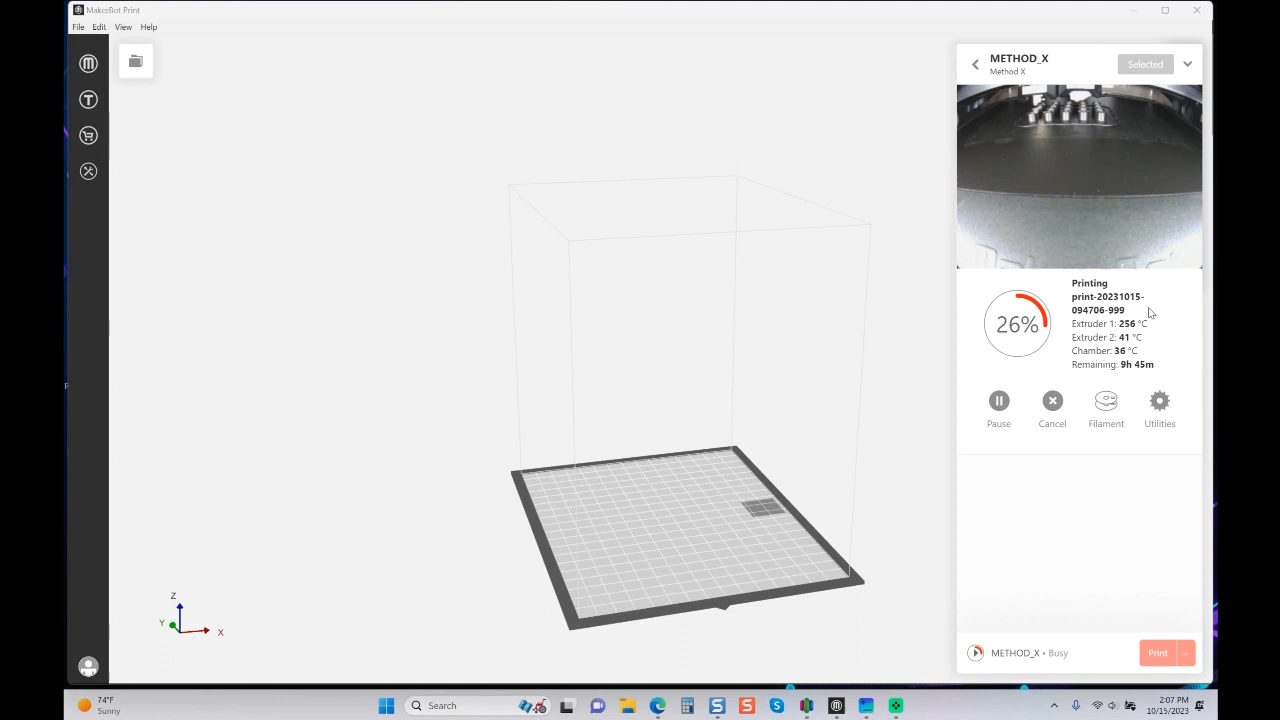 MakerBot Print
File Edit View Help
METHOD_X
Method X
Selected
Printing
print-20231015-
094706-999
Extruder 1: 256 °C
Extruder 2: 41 °C
Chamber: 36 °C
Remaining: 9h 45m
26%
Pause Cancel Filament Utilities
Z
Y
X
METHOD_X • Busy
Print ...
74°F
Sunny
Search
2:07 PM
10/15/2023